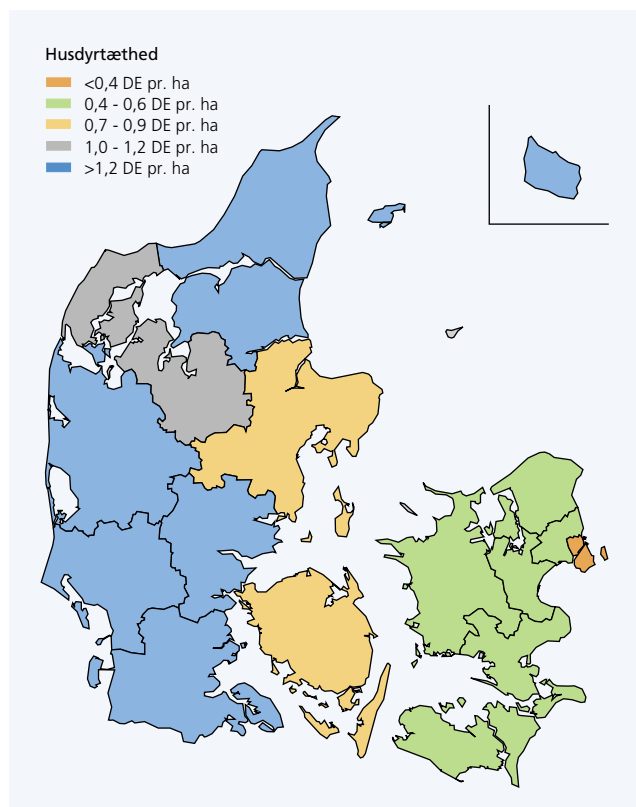 Husdyrtæthed
<0,4 DE pr. ha
0,4 - 0,6 DE pr. ha
0,7 - 0,9 DE pr. ha
1,0 - 1,2 DE pr. ha
>1,2 DE pr. ha